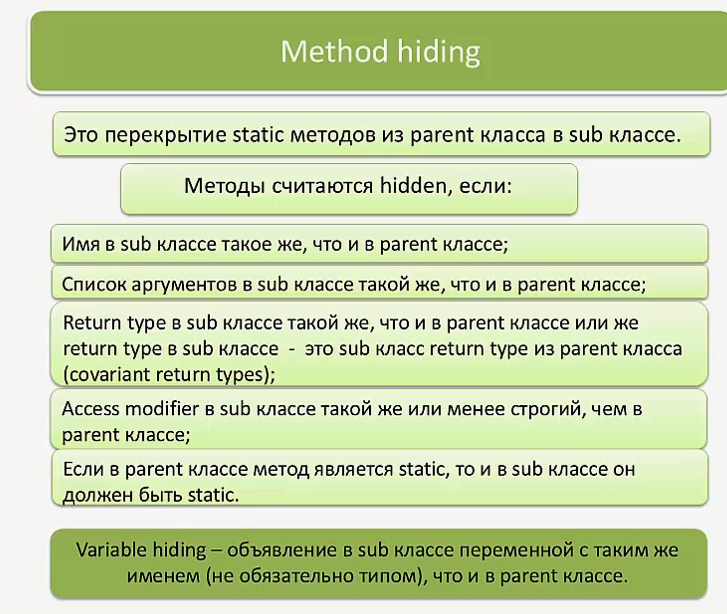 Method hiding
Это перекрытие static методов из parent класса в sub классе.
Методы считаются hidden, если:
Имя в sub классе такое же, что и в parent классе;
Список аргументов в sub классе такой же, что и в parent классе;
Return type в sub классе такой же, что и в parent классе или же
return type в sub классе - это sub класс return type из parent класса
(covariant return types);
Access modifier в sub классе такой же или менее строгий, чем в
parent классе;
Если в parent классе метод является static, то и в sub классе он
должен быть static.
Variable hiding – объявление в sub классе переменной с таким же
именем (не обязательно типом), что и в parent классе.